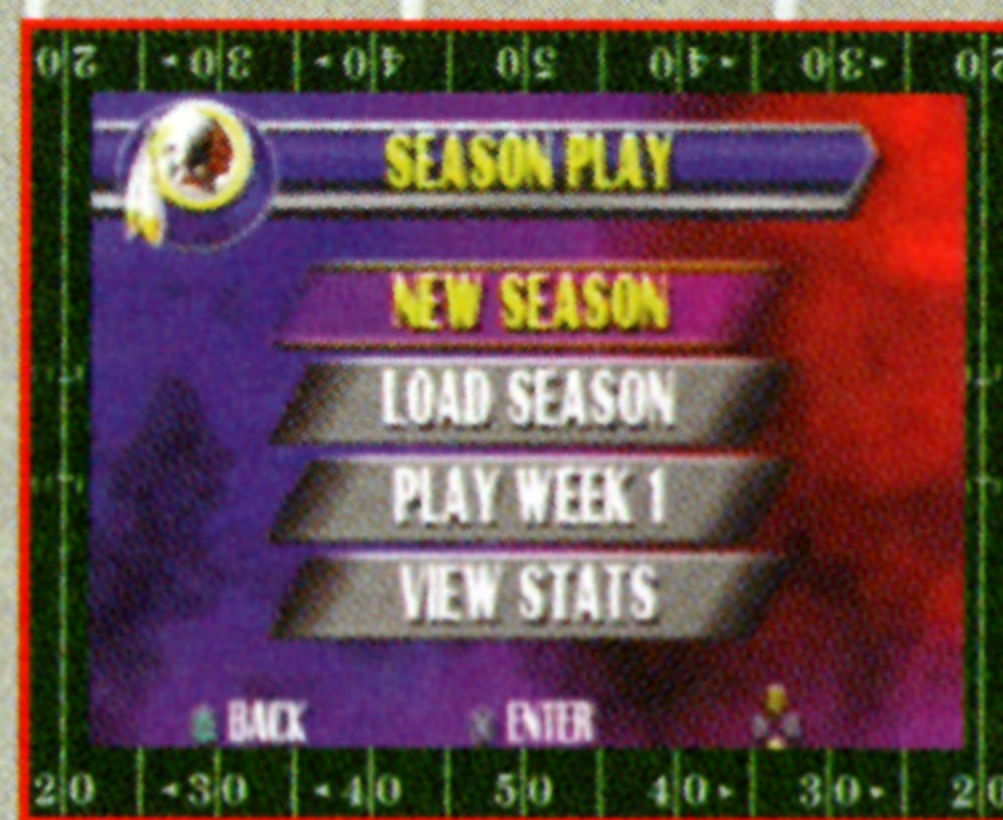 20 30 40 50 40 30 20
SEASON PLAY
NEW SEASON
LOAD SEASON
PLAY WEEK 1
VIEW STATS
BACK ENTER
20 30 40 50 40 30 20